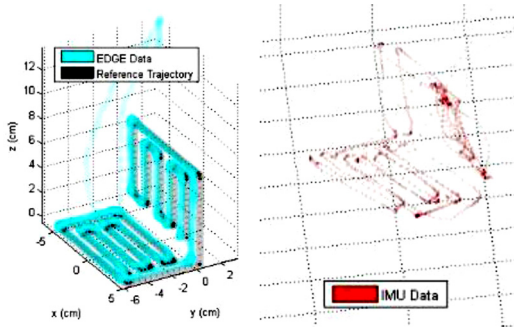 EDGE Data
Reference Trajectory
12
10
8
6
4
2
0
z (cm)
-5
0
5
x (cm)
-6
-4
-2
0
2
y (cm)
IMU Data